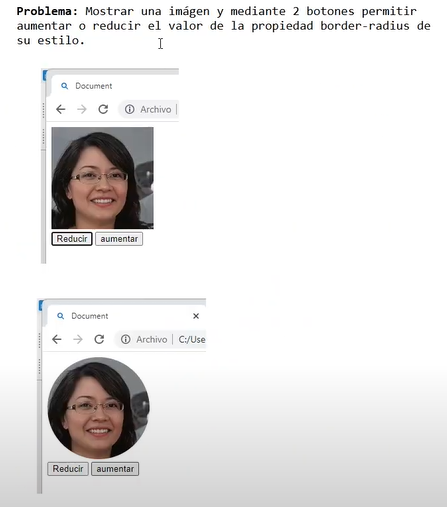 Problema: Mostrar una imágen y mediante 2 botones permitir
aumentar o reducir el valor de la propiedad border-radius de
su estilo.
Document
Archivo
Reducir aumentar
Document
Archivo C:/Use
Reducir aumentar